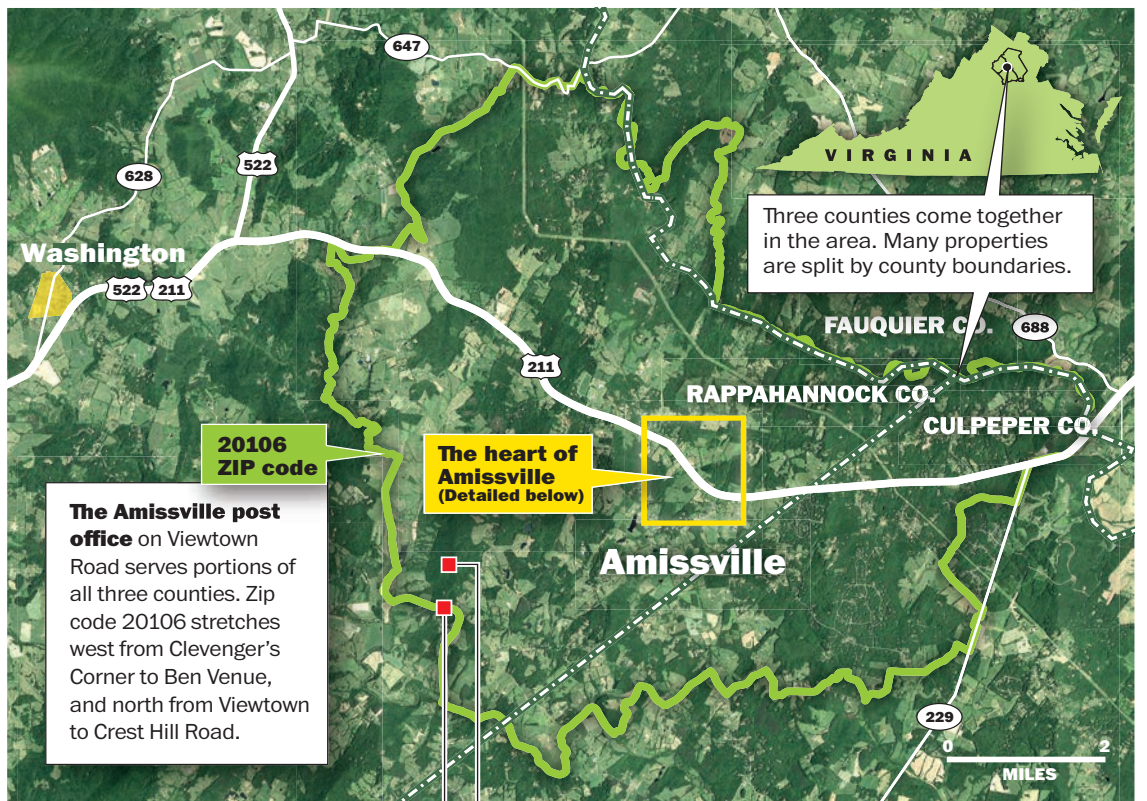 647
VIRGINIA
628
522
Three counties come together
in the area. Many properties
are split by county boundaries.
Washington
522 211
FAUQUIER CO.
688
211
RAPPAHANNOCK CO.
CULPEPER CO.
20106
ZIP code
The heart of
Amissville
(Detailed below)
The Amissville post
office on Viewtown
Road serves portions of
all three counties. Zip
code 20106 stretches
west from Clevenger’s
Corner to Ben Venue,
and north from Viewtown
to Crest Hill Road.
Amissville
229
0 2
MILES